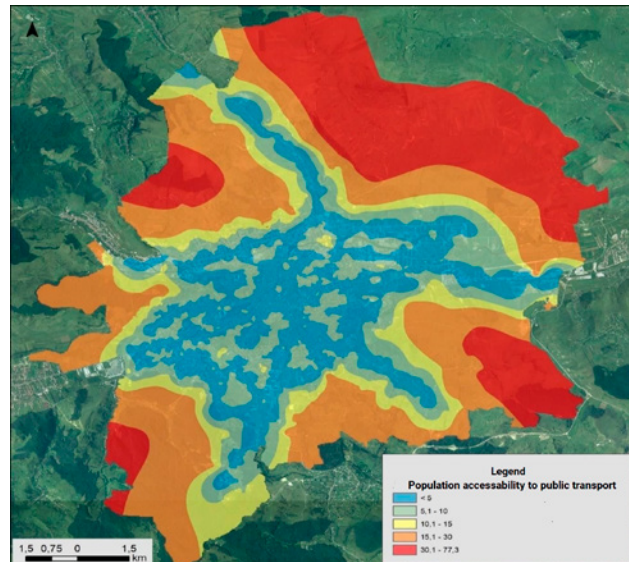 Legend
Population accessability to public transport
< 5
5,1 - 10
10,1 - 15
15,1 - 30
30,1 - 77,3
1,5 0,75 0 1,5
km